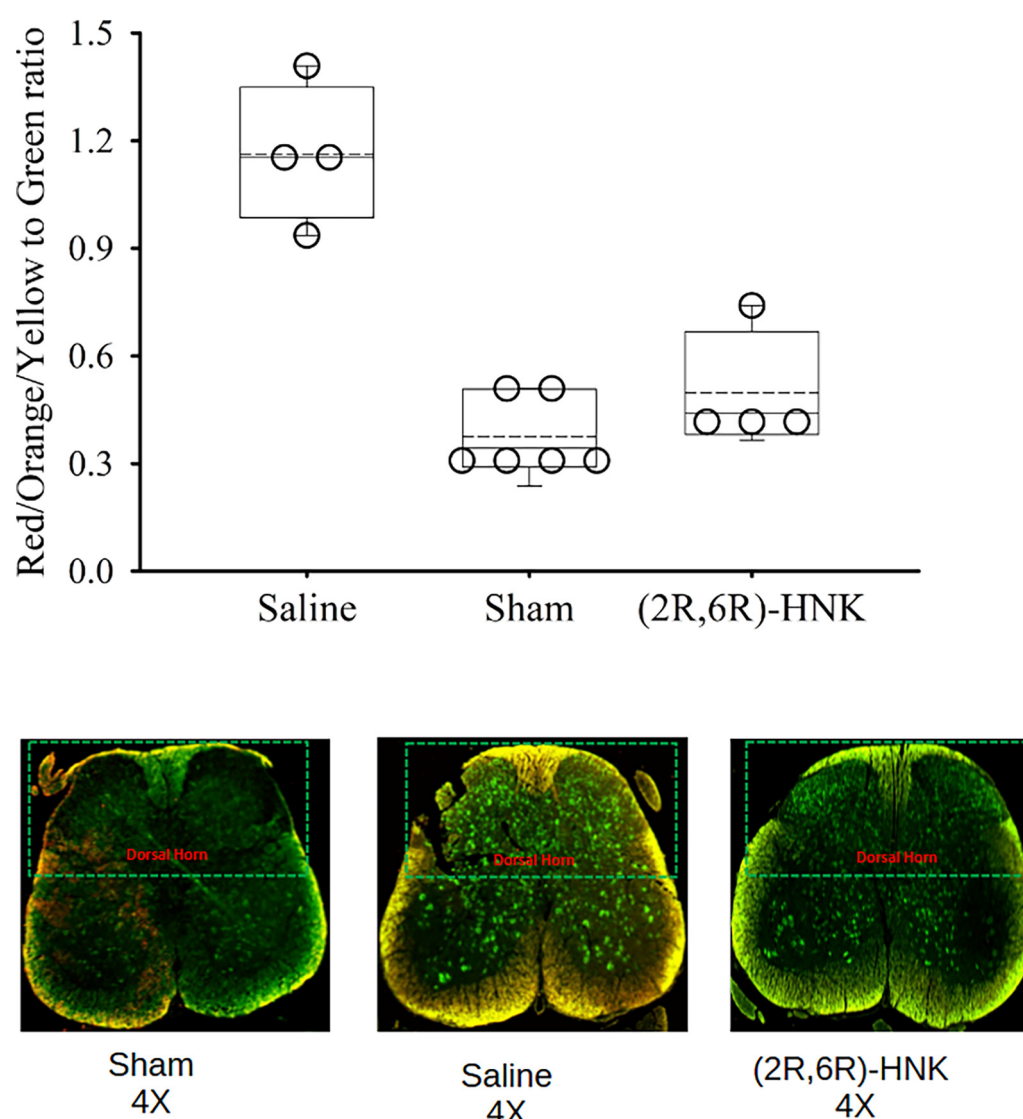 Red/Orange/Yellow to Green ratio
1.5
1.2
0.9
0.6
0.3
0.0
Saline Sham (2R,6R)-HNK
Dorsal Horn Dorsal Horn Dorsal Horn
Sham Saline (2R,6R)-HNK
4X 4X 4X